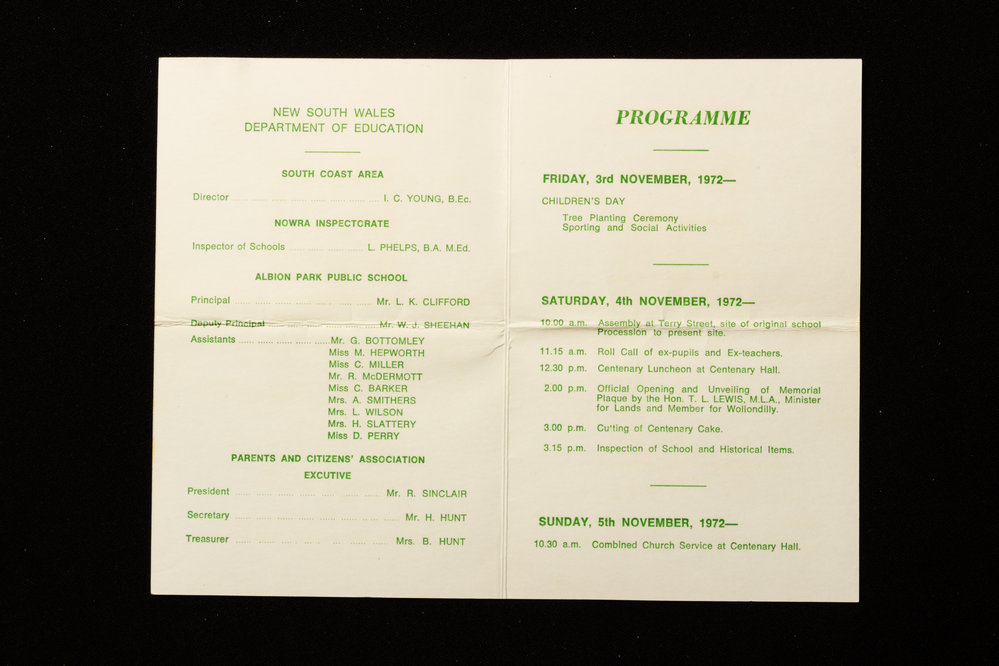 NEW SOUTH WALES
DEPARTMENT OF EDUCATION
SOUTH COAST AREA
Director ........ I. C. YOUNG, B.Ec.
NOWRA INSPECTORATE
Inspector of Schools ........ L. PHELPS, B.A. M.Ed.
ALBION PARK PUBLIC SCHOOL
Principal ........ Mr. L. K. CLIFFORD
Deputy Principal ........ Mr. W. J. SHEEHAN
Assistants ........ Mr. G. BOTTOMLEY
Miss M. HEPWORTH
Miss C. MILLER
Mr. R. McDERMOTT
Miss C. BARKER
Mrs. A. SMITHERS
Mrs. L. WILSON
Mrs. H. SLATTERY
Miss D. PERRY
PARENTS AND CITIZENS' ASSOCIATION
EXCUTIVE
President ........ Mr. R. SINCLAIR
Secretary ........ Mr. H. HUNT
Treasurer ........ Mrs. B. HUNT
PROGRAMME
FRIDAY, 3rd NOVEMBER, 1972—
CHILDREN'S DAY
Tree Planting Ceremony
Sporting and Social Activities
SATURDAY, 4th NOVEMBER, 1972—
10.00 a.m. Assembly at Terry Street, site of original school
Procession to present site.
11.15 a.m. Roll Call of ex-pupils and Ex-teachers.
12.30 p.m. Centenary Luncheon at Centenary Hall.
2.00 p.m. Official Opening and Unveiling of Memorial
Plaque by the Hon. T. L. LEWIS, M.L.A., Minister
for Lands and Member for Wollondilly.
3.00 p.m. Cutting of Centenary Cake.
3.15 p.m. Inspection of School and Historical Items.
SUNDAY, 5th NOVEMBER, 1972—
10.30 a.m. Combined Church Service at Centenary Hall.